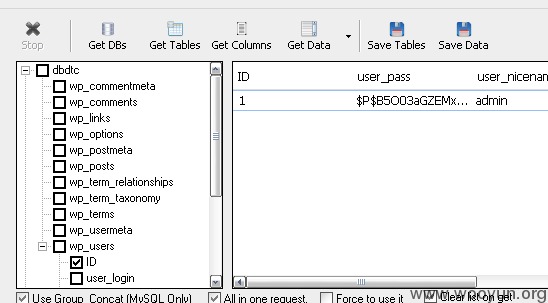 Stop
Get DBs
Get Tables
Get Columns
Get Data
Save Tables
Save Data
dbdtc
wp_commentmeta
wp_comments
wp_links
wp_options
wp_postmeta
wp_posts
wp_term_relationships
wp_term_taxonomy
wp_terms
wp_usermeta
wp_users
ID
user_login
ID user_pass user_nicenam
1 $P$B5O03aGZEMx... admin
Use Group_Concat (MySQL Only)
All in one request.
Force to use it
Clear list on get
www.wooyun.org